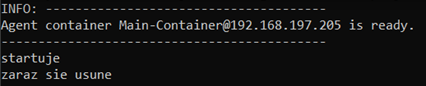 INFO: --------------------------------------
Agent container Main-Container@192.168.197.205 is ready.
--------------------------------------------
startuje
zaraz sie usune